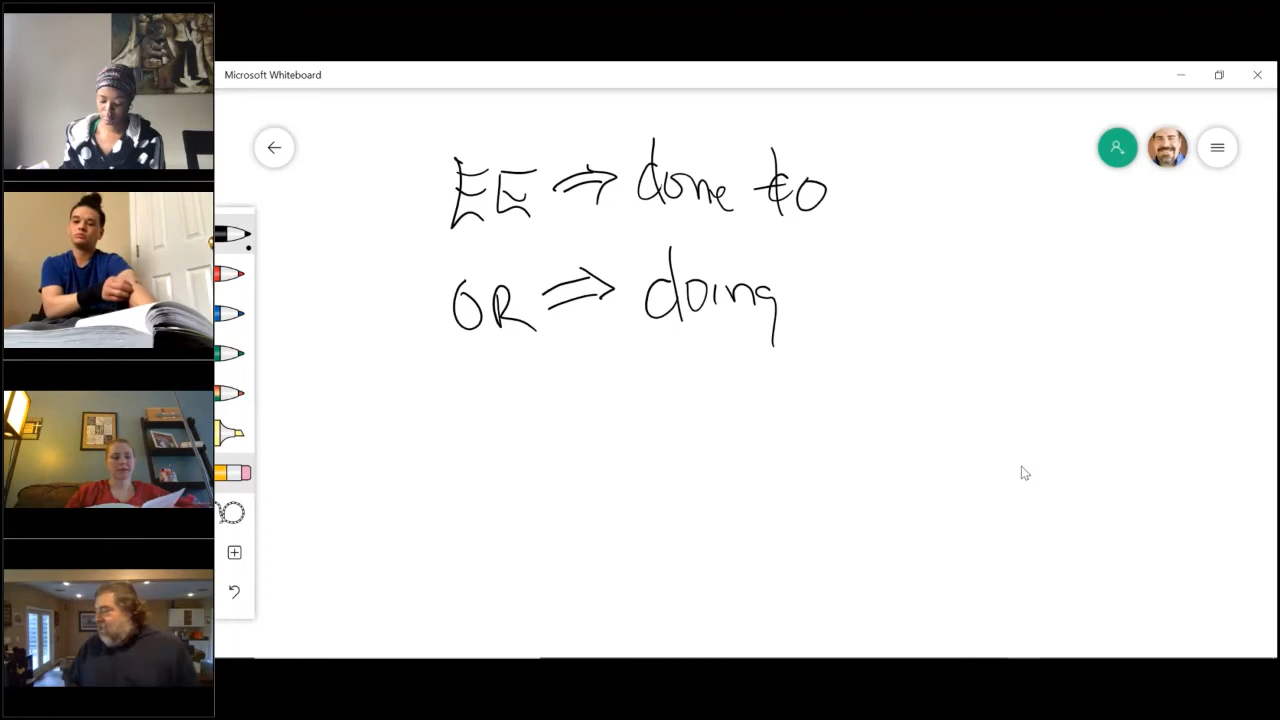 Microsoft Whiteboard
EE ⇒ done to
OR ⇒ doing